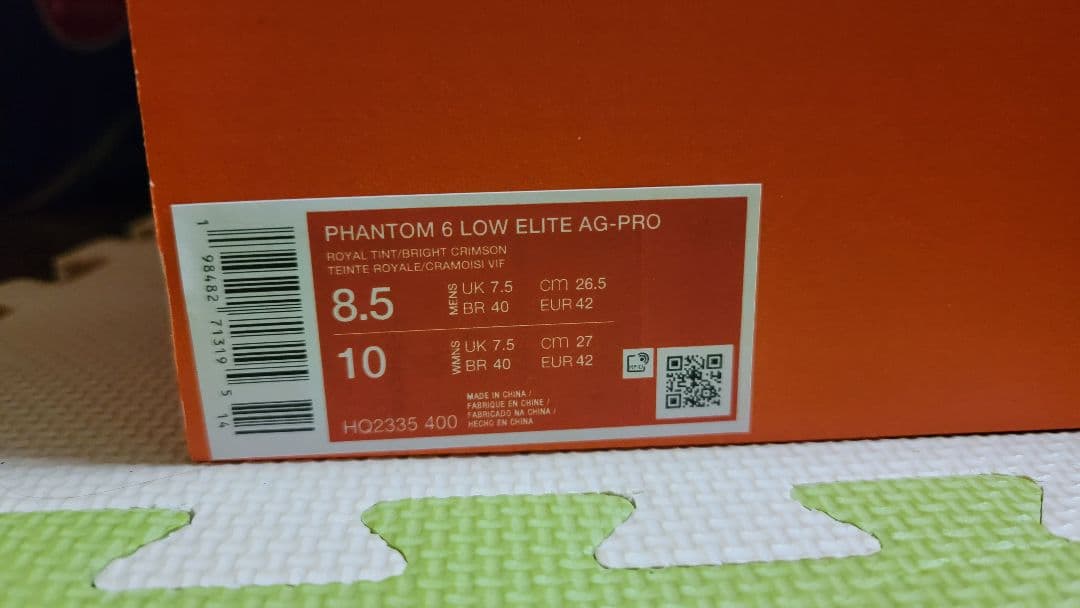 PHANTOM 6 LOW ELITE AG-PRO
ROYAL TINT/BRIGHT CRIMSON
TEINTE ROYALE/CRAMOISI VIF
8.5 MENS UK 7.5 cm 26.5
BR 40 EUR 42
10 WMNS UK 7.5 cm 27
BR 40 EUR 42
MADE IN CHINA /
FABRIQUE EN CHINE /
FABRICADO NA CHINA /
HECHO EN CHINA
HQ2335 400
1 98482 71319 5 14